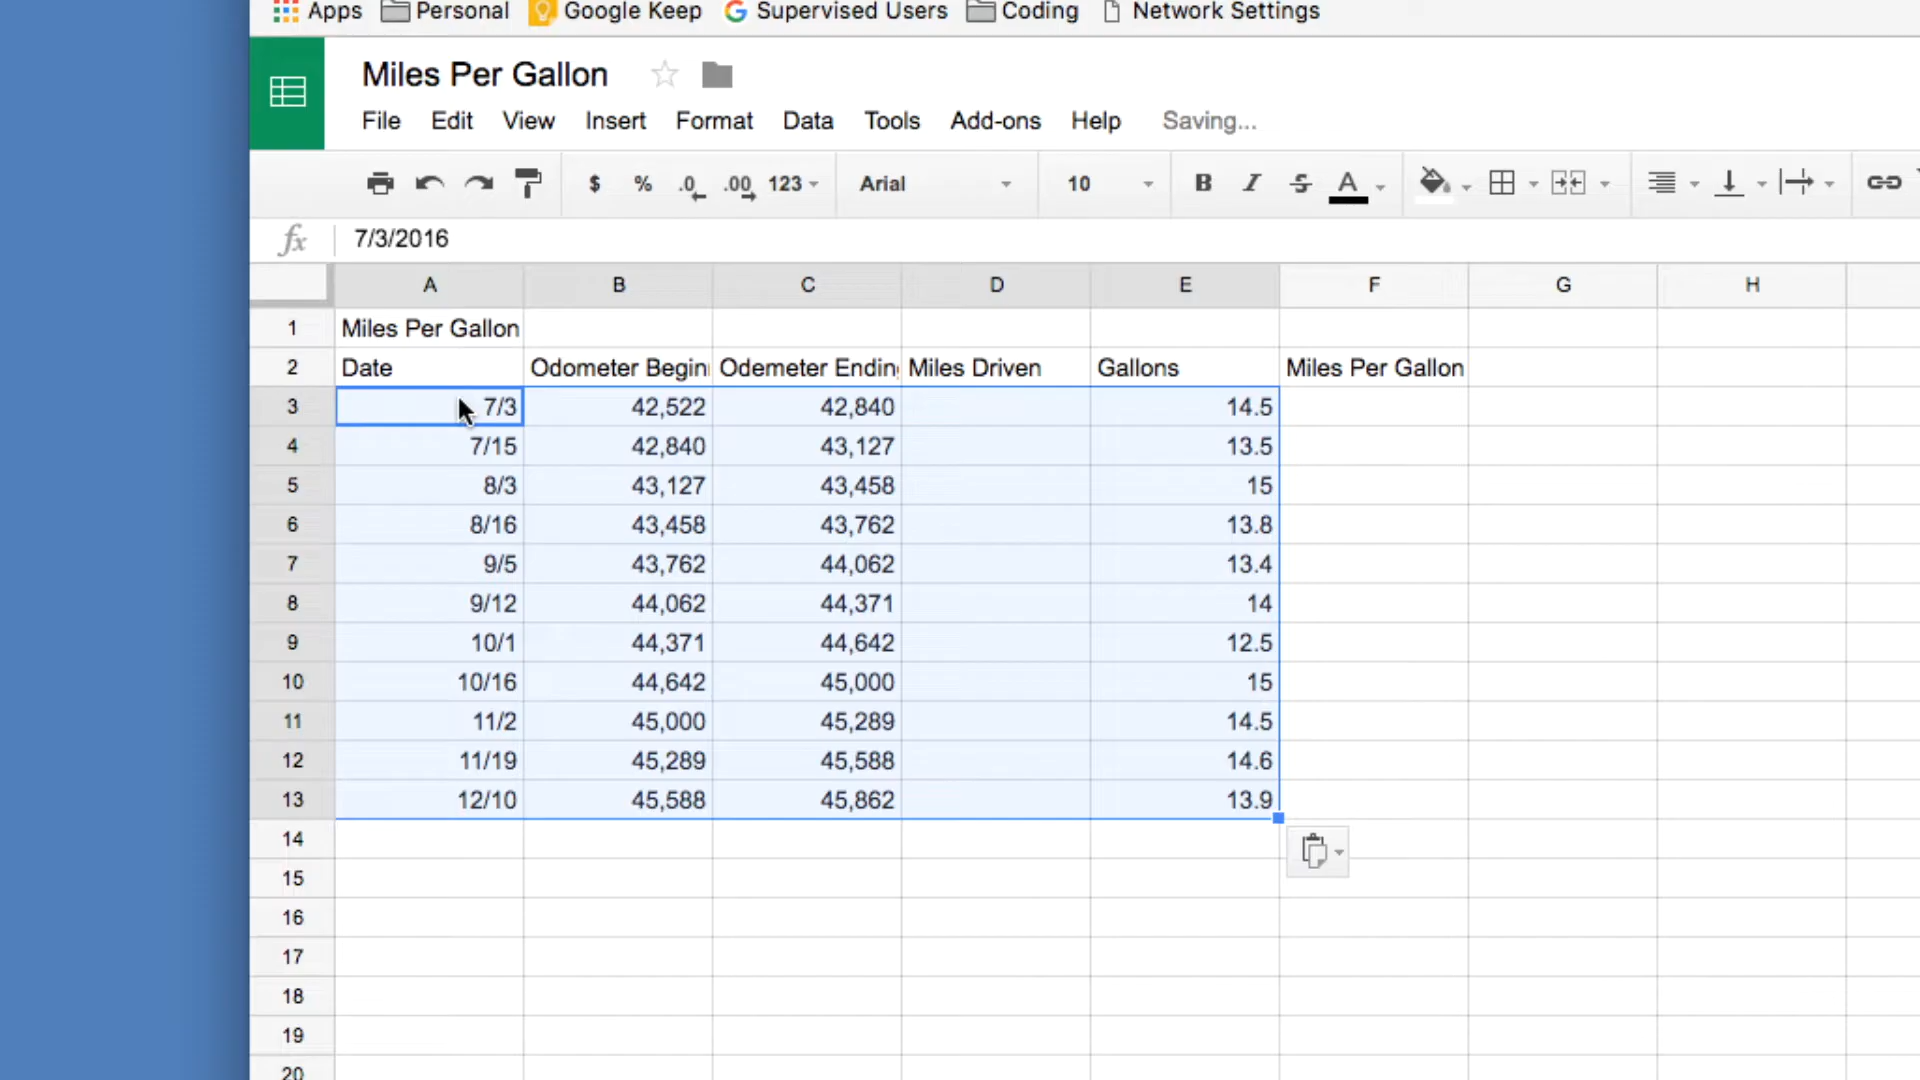 Apps Personal Google Keep Supervised Users Coding Network Settings
Miles Per Gallon
File Edit View Insert Format Data Tools Add-ons Help Saving...
$ % .0 .00 123 Arial 10 B I S A
fx 7/3/2016
A B C D E F G H
1 Miles Per Gallon
2 Date Odometer Begin Odemeter Ending Miles Driven Gallons Miles Per Gallon
3 7/3 42,522 42,840 14.5
4 7/15 42,840 43,127 13.5
5 8/3 43,127 43,458 15
6 8/16 43,458 43,762 13.8
7 9/5 43,762 44,062 13.4
8 9/12 44,062 44,371 14
9 10/1 44,371 44,642 12.5
10 10/16 44,642 45,000 15
11 11/2 45,000 45,289 14.5
12 11/19 45,289 45,588 14.6
13 12/10 45,588 45,862 13.9
14
15
16
17
18
19
20